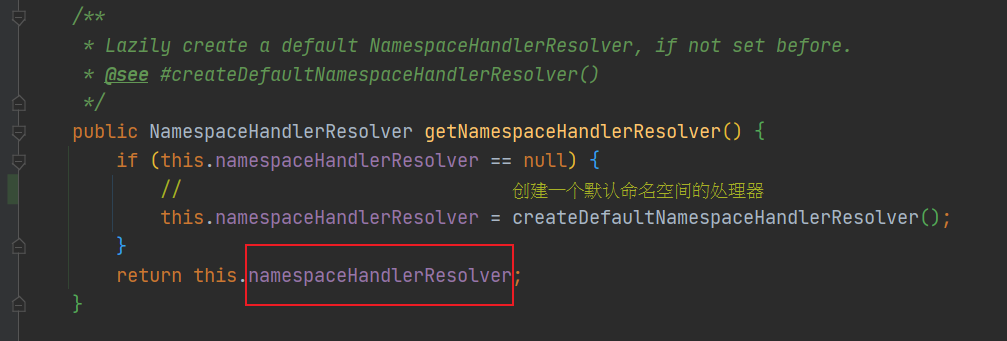 /**
* Lazily create a default NamespaceHandlerResolver, if not set before.
* @see #createDefaultNamespaceHandlerResolver()
*/
public NamespaceHandlerResolver getNamespaceHandlerResolver() {
if (this.namespaceHandlerResolver == null) {
// 创建一个默认命名空间的处理器
this.namespaceHandlerResolver = createDefaultNamespaceHandlerResolver();
}
return this.namespaceHandlerResolver;
}